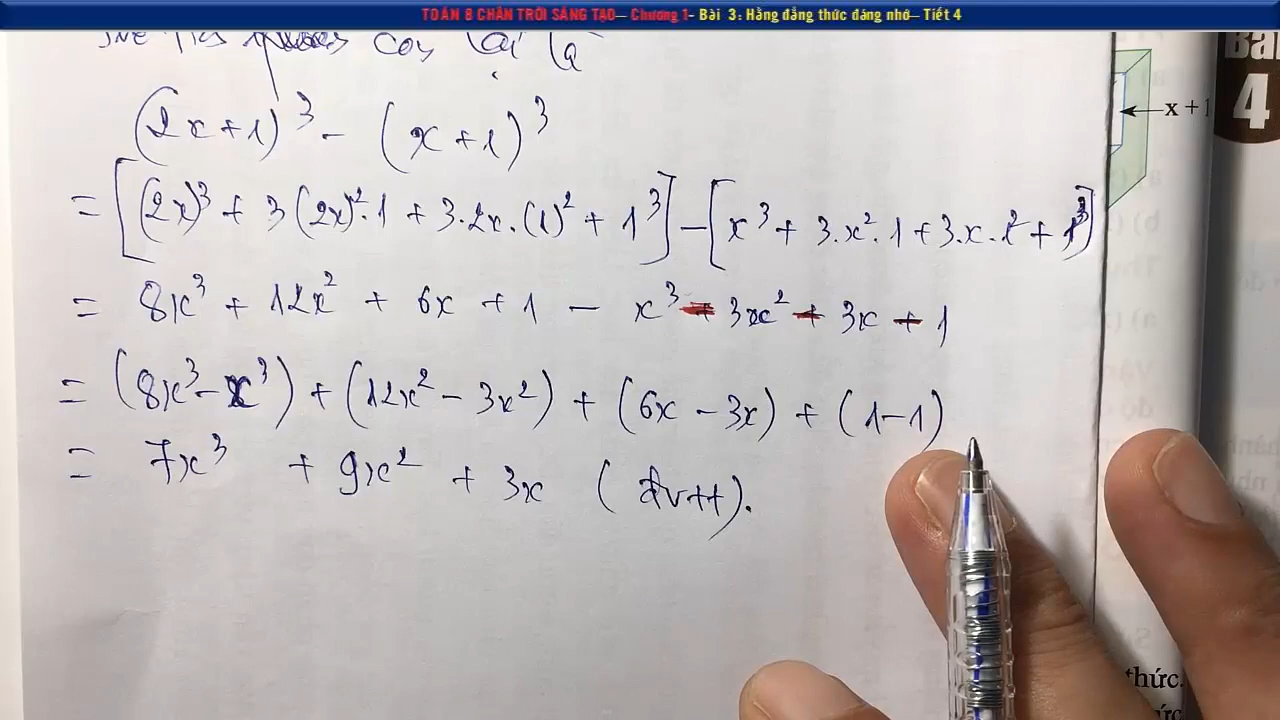 TOÁN 8 CHÂN TRỜI SÁNG TẠO– Chương 1- Bài 3: Hằng đẳng thức đáng nhớ– Tiết 4
còn lại là
(2x+1)³ - (x+1)³
= [(2x)³ + 3(2x)².1 + 3.2x.(1)² + 1³] - [x³ + 3.x².1 + 3.x.1² + 1³]
= 8x³ + 12x² + 6x + 1 - x³ - 3x² - 3x - 1
= (8x³ - x³) + (12x² - 3x²) + (6x - 3x) + (1-1)
= 7x³ + 9x² + 3x (đvtt).
4
x + 1
thức.